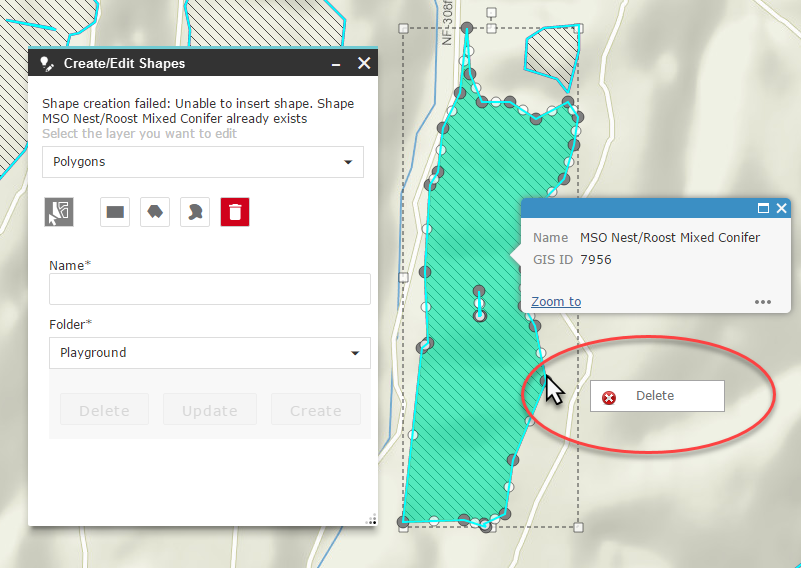 NF-308F
Create/Edit Shapes
Shape creation failed: Unable to insert shape. Shape
MSO Nest/Roost Mixed Conifer already exists
Select the layer you want to edit
Polygons
Name*
Folder*
Playground
Delete Update Create
Name MSO Nest/Roost Mixed Conifer
GIS ID 7956
Zoom to
Delete